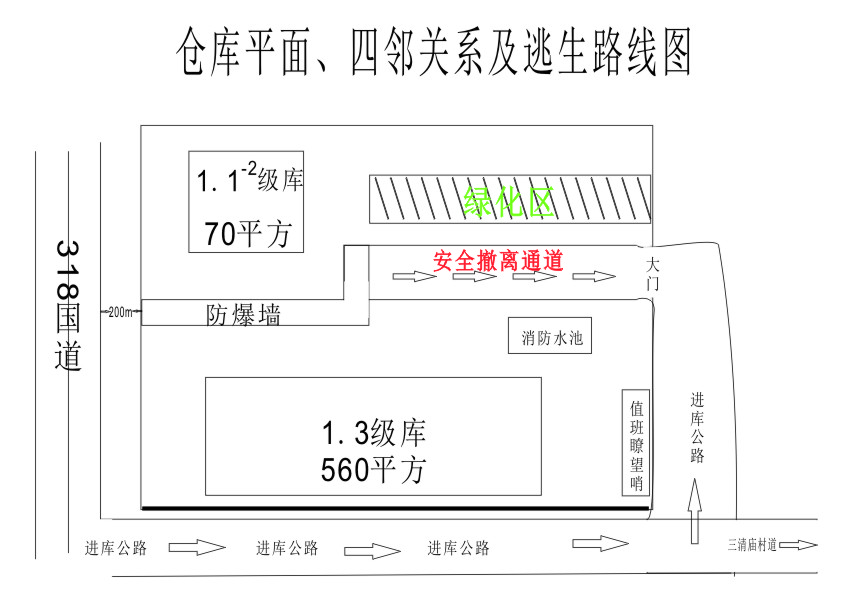 仓库平面、四邻关系及逃生路线图
1.1-2级库
70平方
绿化区
安全撤离通道
大门
318国道
200m
防爆墙
消防水池
1.3级库
560平方
值班瞭望哨
进库公路
进库公路
进库公路
进库公路
三清庙村道